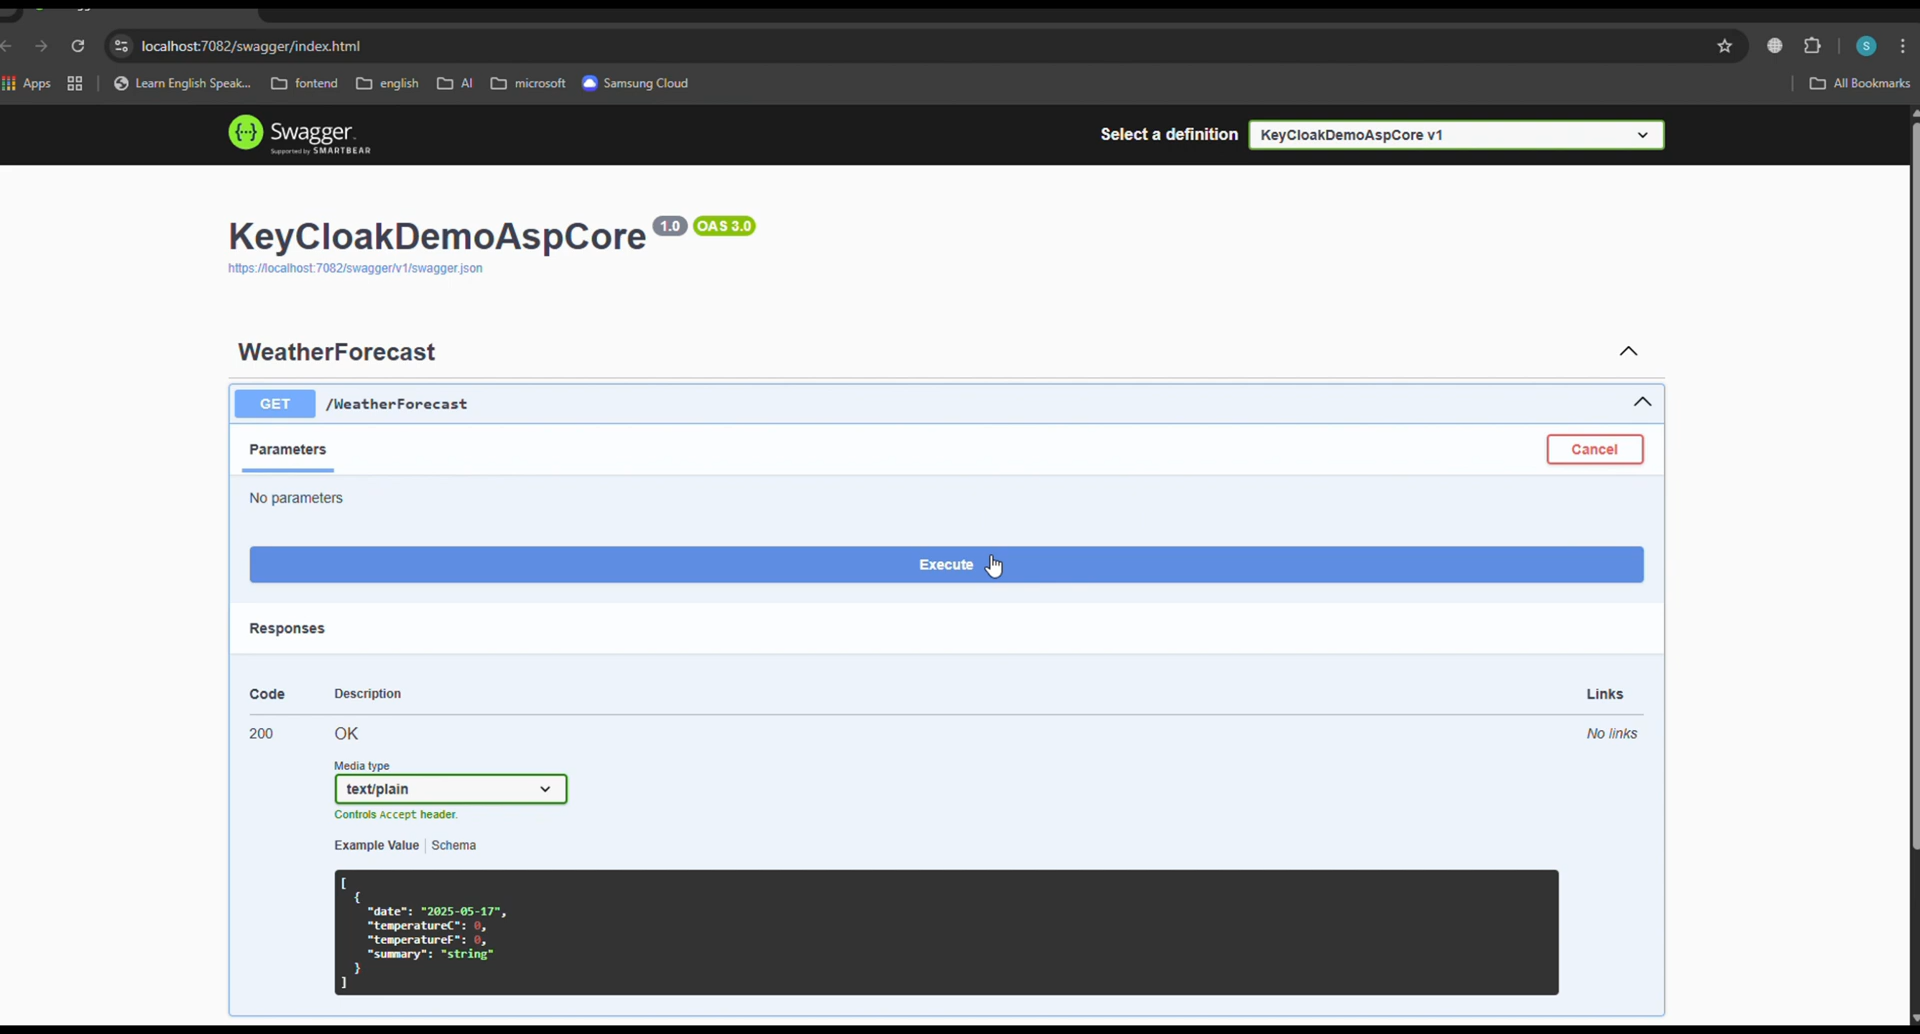 localhost:7082/swagger/index.html
S
Apps
Learn English Speak...
fontend
english
AI
microsoft
Samsung Cloud
All Bookmarks
{···} Swagger.
Supported by SMARTBEAR
Select a definition
KeyCloakDemoAspCore v1
KeyCloakDemoAspCore 1.0 OAS 3.0
https://localhost:7082/swagger/v1/swagger.json
WeatherForecast
GET /WeatherForecast
Parameters
Cancel
No parameters
Execute
Responses
Code Description Links
200 OK No links
Media type
text/plain
Controls Accept header.
Example Value | Schema
[
{
"date": "2025-05-17",
"temperatureC": 0,
"temperatureF": 0,
"summary": "string"
}
]